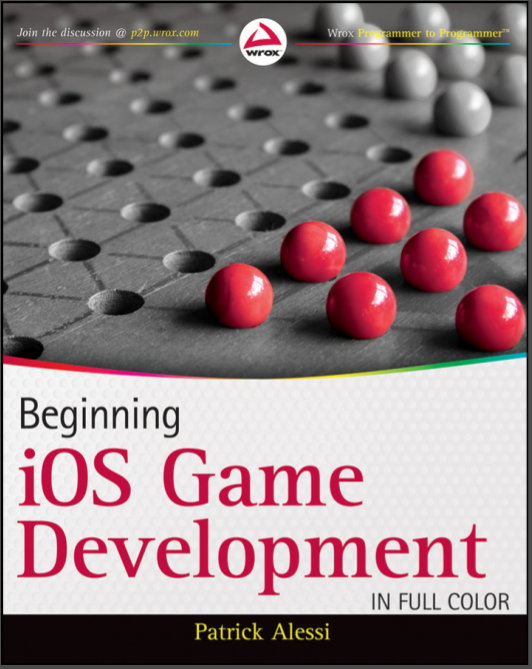 Join the discussion @ p2p.wrox.com
wrox™
Wrox Programmer to Programmer™
Beginning
iOS Game
Development
IN FULL COLOR
Patrick Alessi